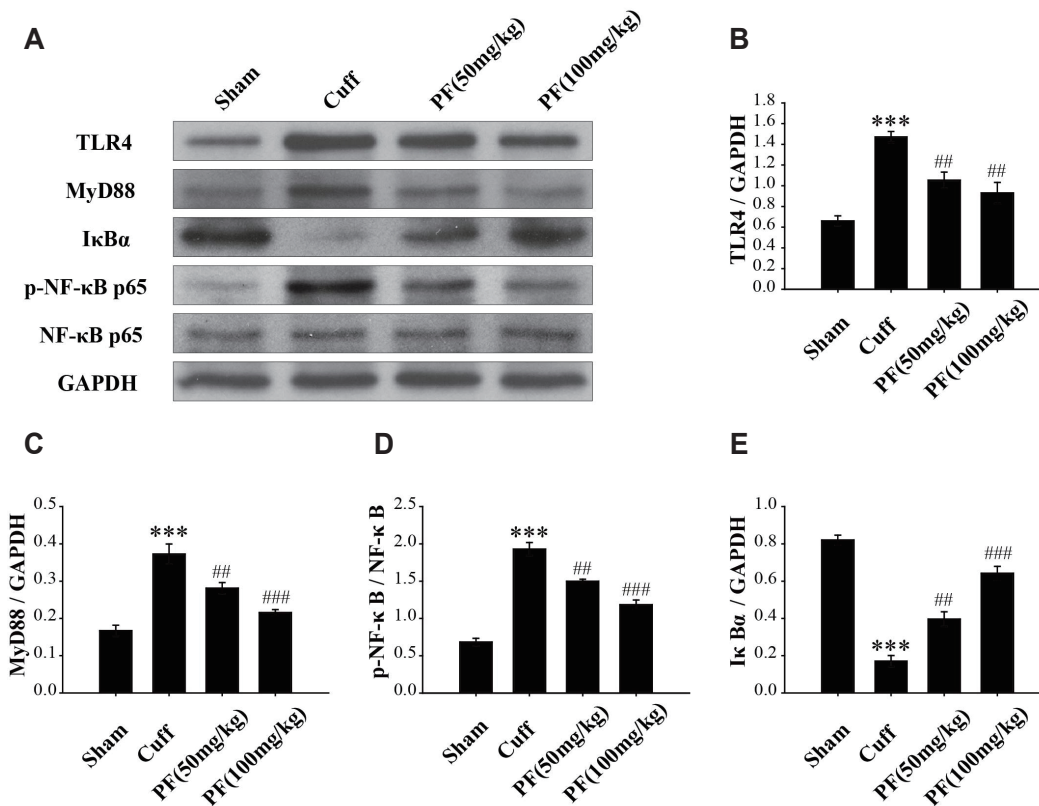 A
Sham
Cuff
PF(50mg/kg)
PF(100mg/kg)
TLR4
MyD88
IκBα
p-NF-κB p65
NF-κB p65
GAPDH
B
TLR4 / GAPDH
1.8
1.6
1.4
1.2
1.0
0.8
0.6
0.4
0.2
0.0
***
##
##
Sham
Cuff
PF(50mg/kg)
PF(100mg/kg)
C
MyD88 / GAPDH
0.5
0.4
0.3
0.2
0.1
0.0
***
##
###
Sham
Cuff
PF(50mg/kg)
PF(100mg/kg)
D
p-NF-κ B / NF-κ B
2.5
2.0
1.5
1.0
0.5
0.0
***
##
###
Sham
Cuff
PF(50mg/kg)
PF(100mg/kg)
E
Iκ Bα / GAPDH
1.0
0.8
0.6
0.4
0.2
0.0
***
##
###
Sham
Cuff
PF(50mg/kg)
PF(100mg/kg)